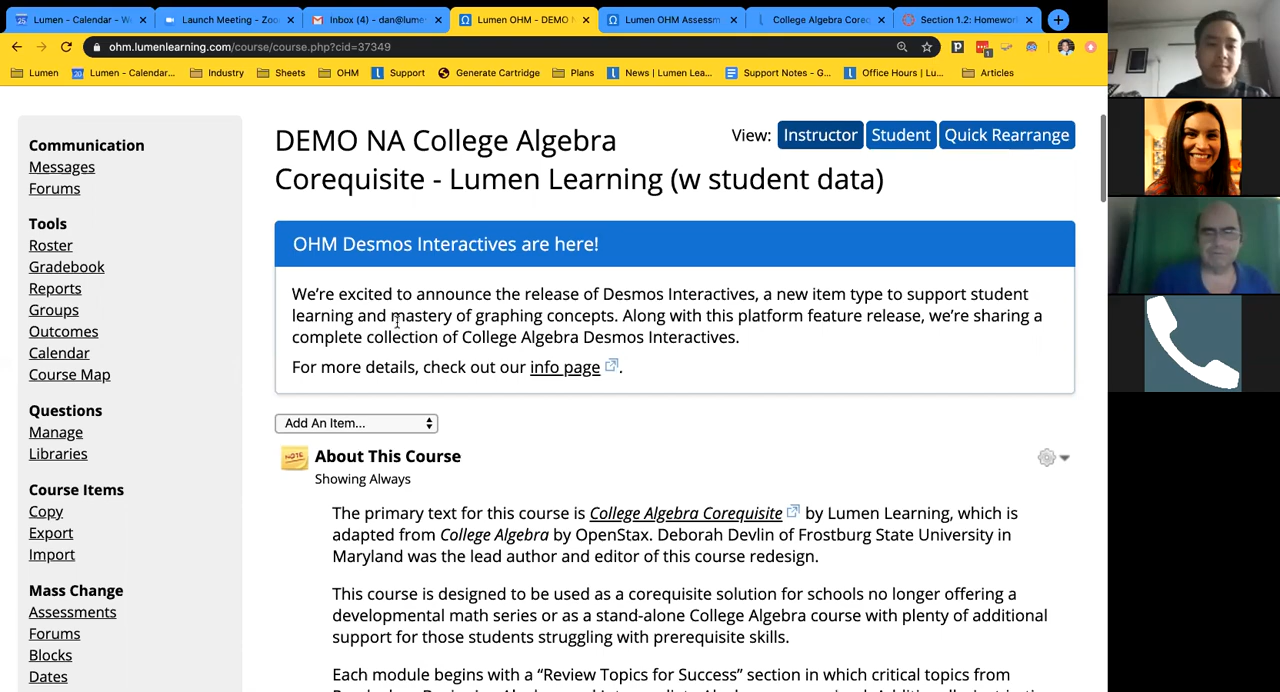 Lumen - Calendar - We
Launch Meeting - Zoo
Inbox (4) - dan@lume
Lumen OHM - DEMO N
Lumen OHM Assessm
College Algebra Coreq
Section 1.2: Homework
ohm.lumenlearning.com/course/course.php?cid=37349
Lumen
Lumen - Calendar...
Industry
Sheets
OHM
Support
Generate Cartridge
Plans
News | Lumen Lea...
Support Notes - G...
Office Hours | Lu...
Articles
Communication
Messages
Forums
Tools
Roster
Gradebook
Reports
Groups
Outcomes
Calendar
Course Map
Questions
Manage
Libraries
Course Items
Copy
Export
Import
Mass Change
Assessments
Forums
Blocks
Dates
DEMO NA College Algebra
Corequisite - Lumen Learning (w student data)
View: Instructor Student Quick Rearrange
OHM Desmos Interactives are here!
We're excited to announce the release of Desmos Interactives, a new item type to support student
learning and mastery of graphing concepts. Along with this platform feature release, we're sharing a
complete collection of College Algebra Desmos Interactives.
For more details, check out our info page.
Add An Item...
NOTE
About This Course
Showing Always
The primary text for this course is College Algebra Corequisite by Lumen Learning, which is
adapted from College Algebra by OpenStax. Deborah Devlin of Frostburg State University in
Maryland was the lead author and editor of this course redesign.
This course is designed to be used as a corequisite solution for schools no longer offering a
developmental math series or as a stand-alone College Algebra course with plenty of additional
support for those students struggling with prerequisite skills.
Each module begins with a "Review Topics for Success" section in which critical topics from